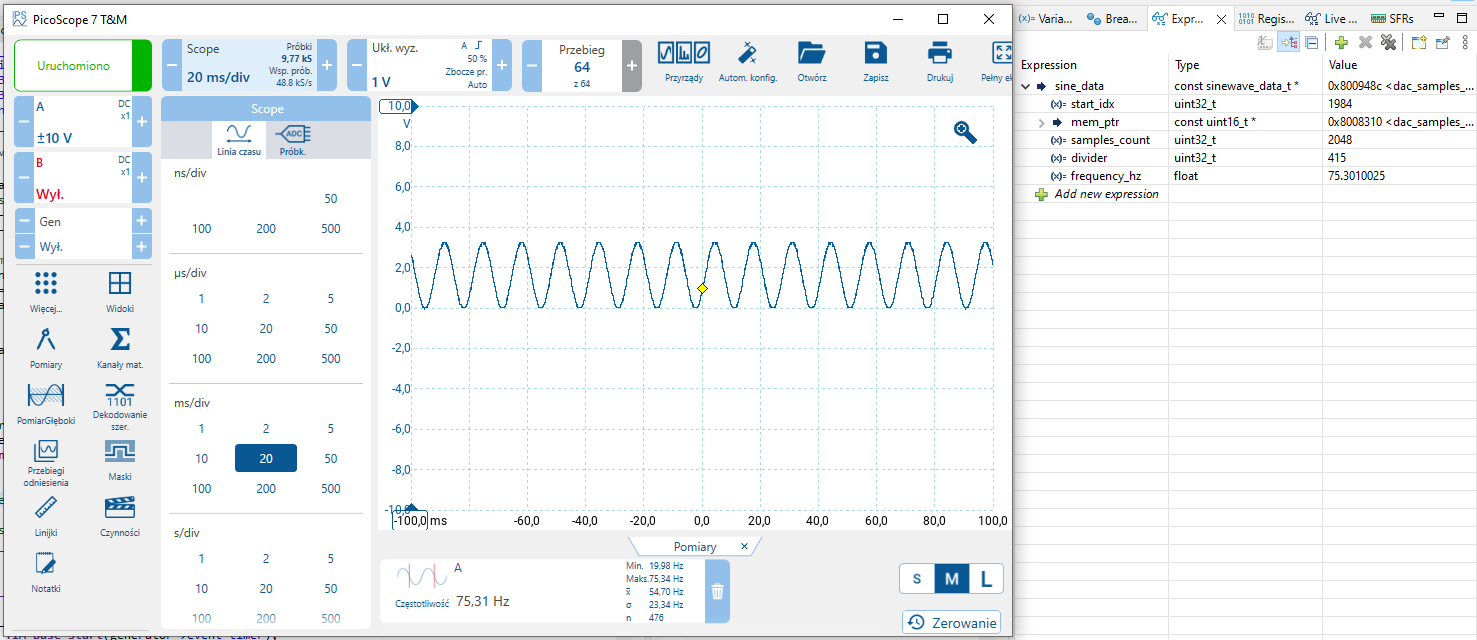 PicoScope 7 T&M
Uruchomiono
Scope
20 ms/div
Próbki
9,77 kS
Wsp. prób.
48.8 kS/s
Ukł. wyz.
1 V
A
50 %
Zbocze pr.
Auto
Przebieg
64
z 64
Przyrządy
Autom. konfig.
Otwórz
Zapisz
Drukuj
Pełny ek
A
DC
x1
±10 V
B
DC
x1
Wył.
Gen
Wył.
Więcej...
Widoki
Pomiary
Kanały mat.
PomiarGłęboki
1101
Dekodowanie
szer.
Przebiegi
odniesienia
Maski
Linijki
Czynności
Notatki
Scope
Linia czasu
ADC
Próbk.
ns/div
50
100 200 500
µs/div
1 2 5
10 20 50
100 200 500
ms/div
1 2 5
10 20 50
100 200 500
s/div
1 2 5
10 20 50
100 200 500
10,0
V
8,0
6,0
4,0
2,0
0,0
-2,0
-4,0
-6,0
-8,0
-10,0
-100,0 ms -60,0 -40,0 -20,0 0,0 20,0 40,0 60,0 80,0 100,0
Pomiary
A
Częstotliwość 75,31 Hz
Min. 19,98 Hz
Maks. 75,34 Hz
x̅ 54,70 Hz
σ 23,34 Hz
n 476
S M L
Zerowanie
(x)= Varia...
Brea...
Expr...
Regis...
Live ...
SFRs
Expression Type Value
sine_data const sinewave_data_t * 0x800948c <dac_samples_...
(x)= start_idx uint32_t 1984
mem_ptr const uint16_t * 0x8008310 <dac_samples_...
(x)= samples_count uint32_t 2048
(x)= divider uint32_t 415
(x)= frequency_hz float 75.3010025
Add new expression